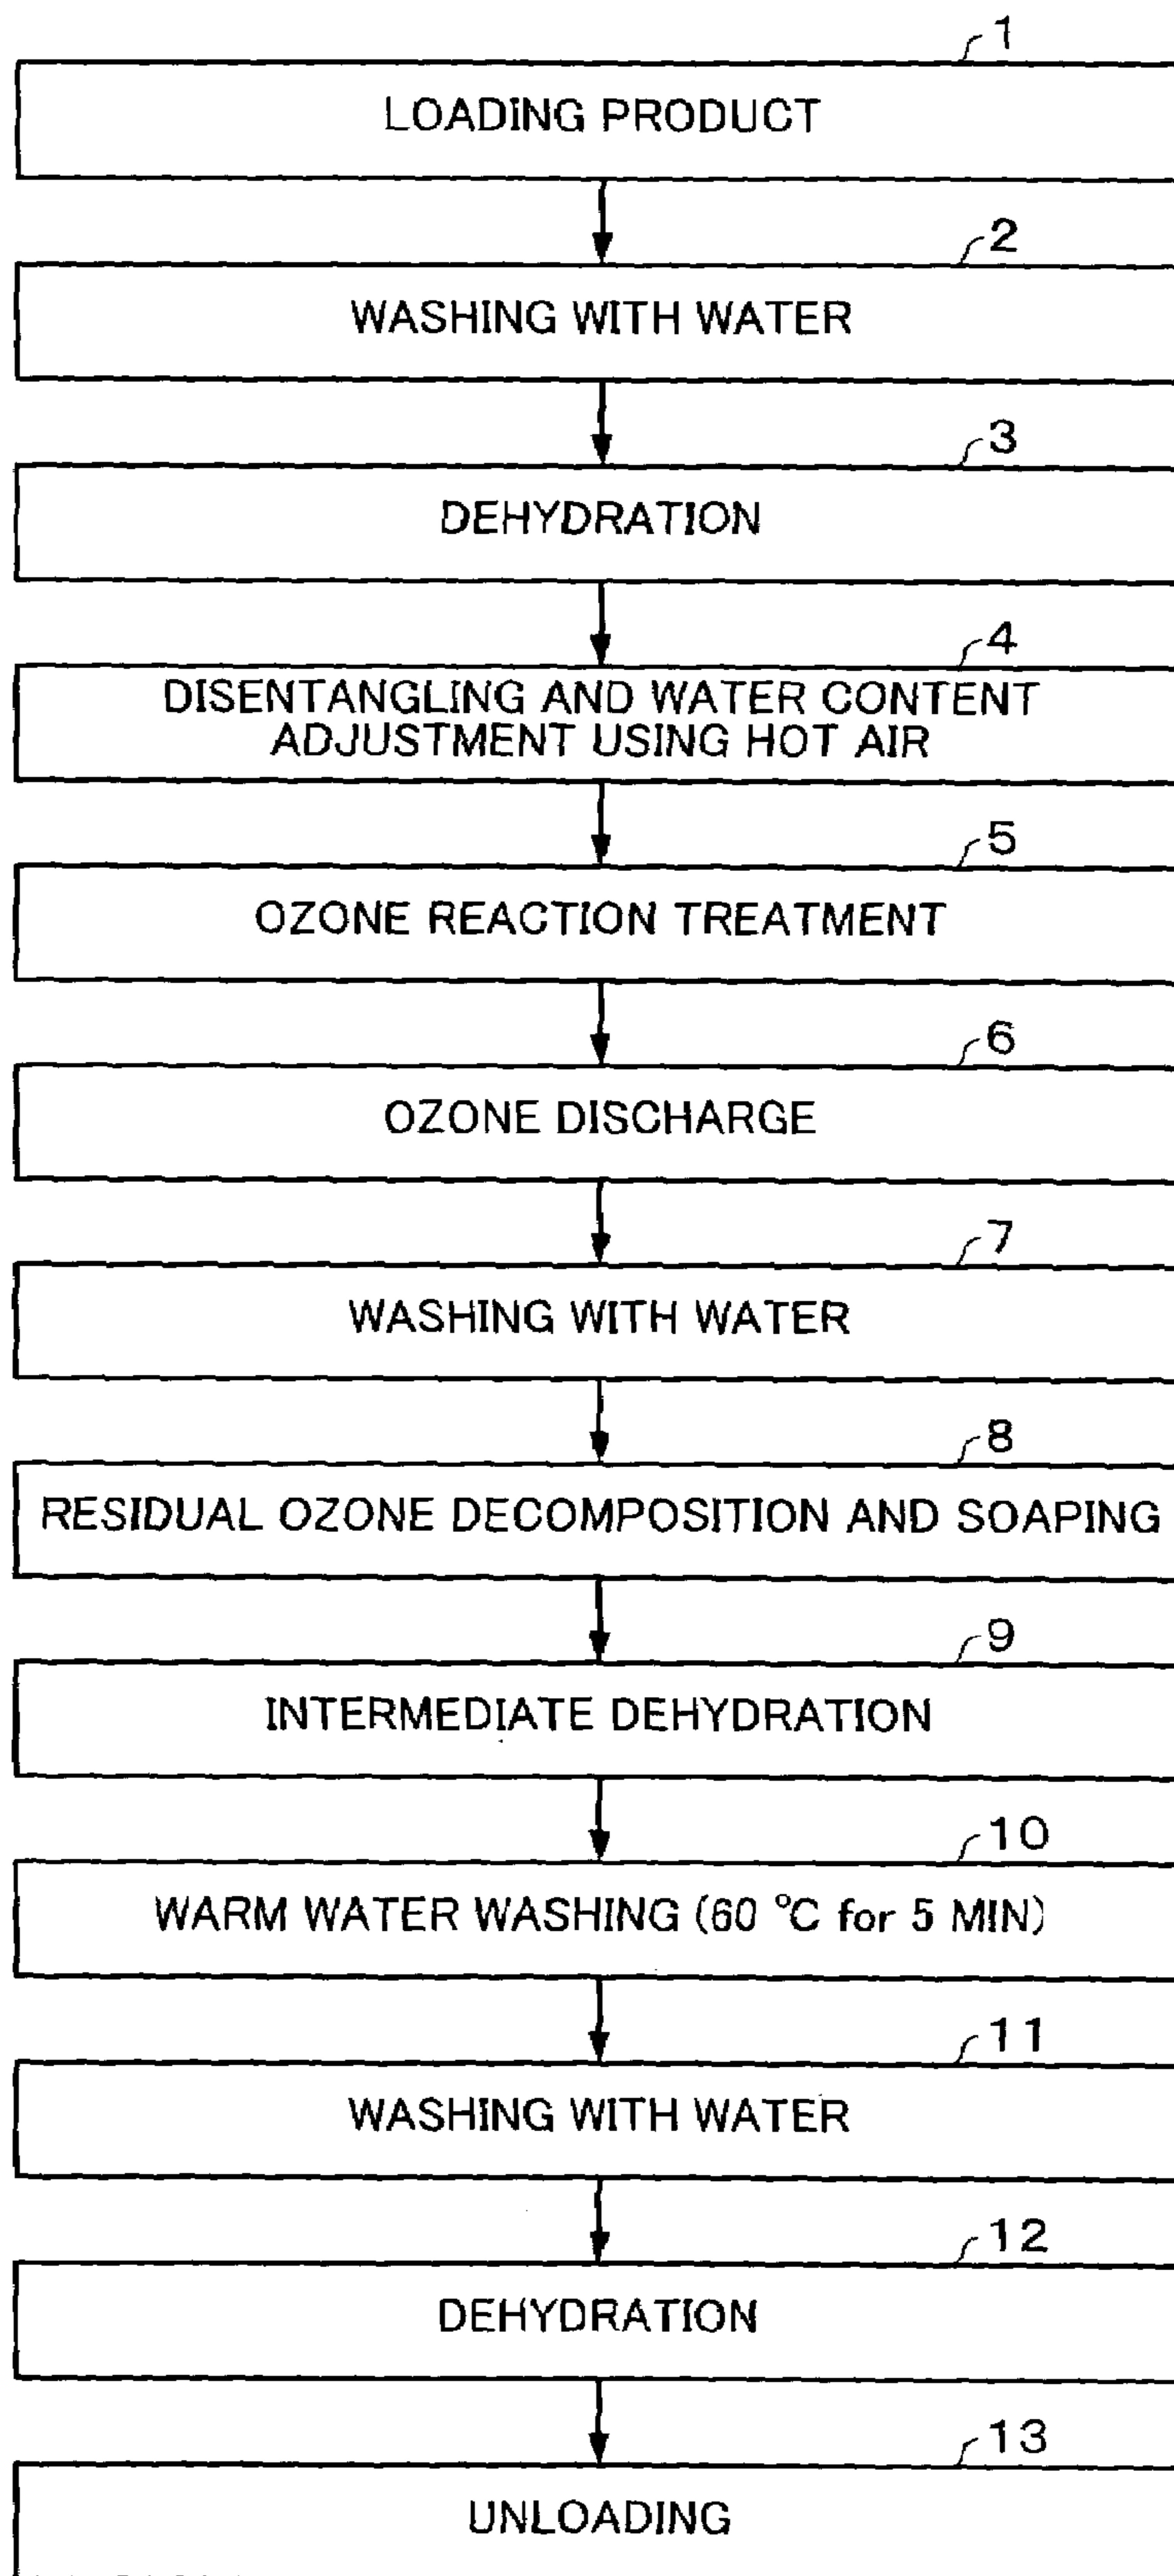 1
LOADING PRODUCT
2
WASHING WITH WATER
3
DEHYDRATION
4
DISENTANGLING AND WATER CONTENT
ADJUSTMENT USING HOT AIR
5
OZONE REACTION TREATMENT
6
OZONE DISCHARGE
7
WASHING WITH WATER
8
RESIDUAL OZONE DECOMPOSITION AND SOAPING
9
INTERMEDIATE DEHYDRATION
10
WARM WATER WASHING (60 °C for 5 MIN)
11
WASHING WITH WATER
12
DEHYDRATION
13
UNLOADING